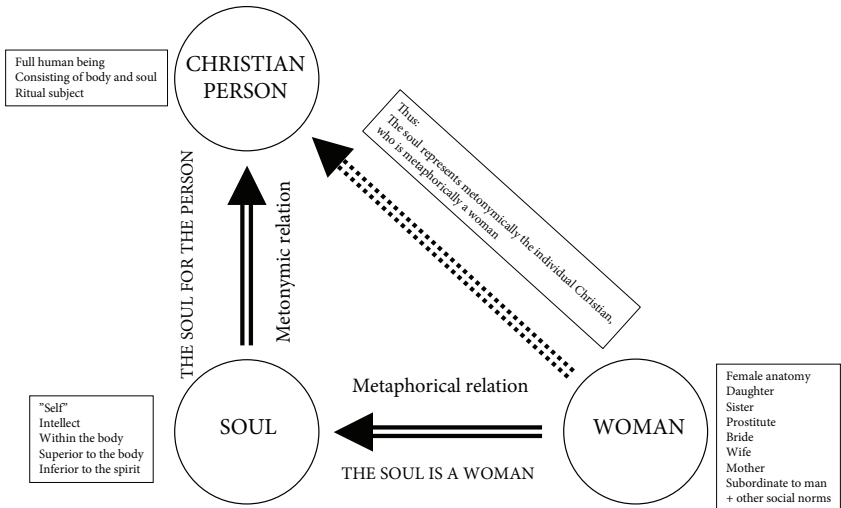 Full human being
Consisting of body and soul
Ritual subject
CHRISTIAN
PERSON
Thus:
The soul represents metonymically the individual Christian,
who is metaphorically a woman
THE SOUL FOR THE PERSON
Metonymic relation
"Self"
Intellect
Within the body
Superior to the body
Inferior to the spirit
SOUL
Metaphorical relation
THE SOUL IS A WOMAN
WOMAN
Female anatomy
Daughter
Sister
Prostitute
Bride
Wife
Mother
Subordinate to man
+ other social norms